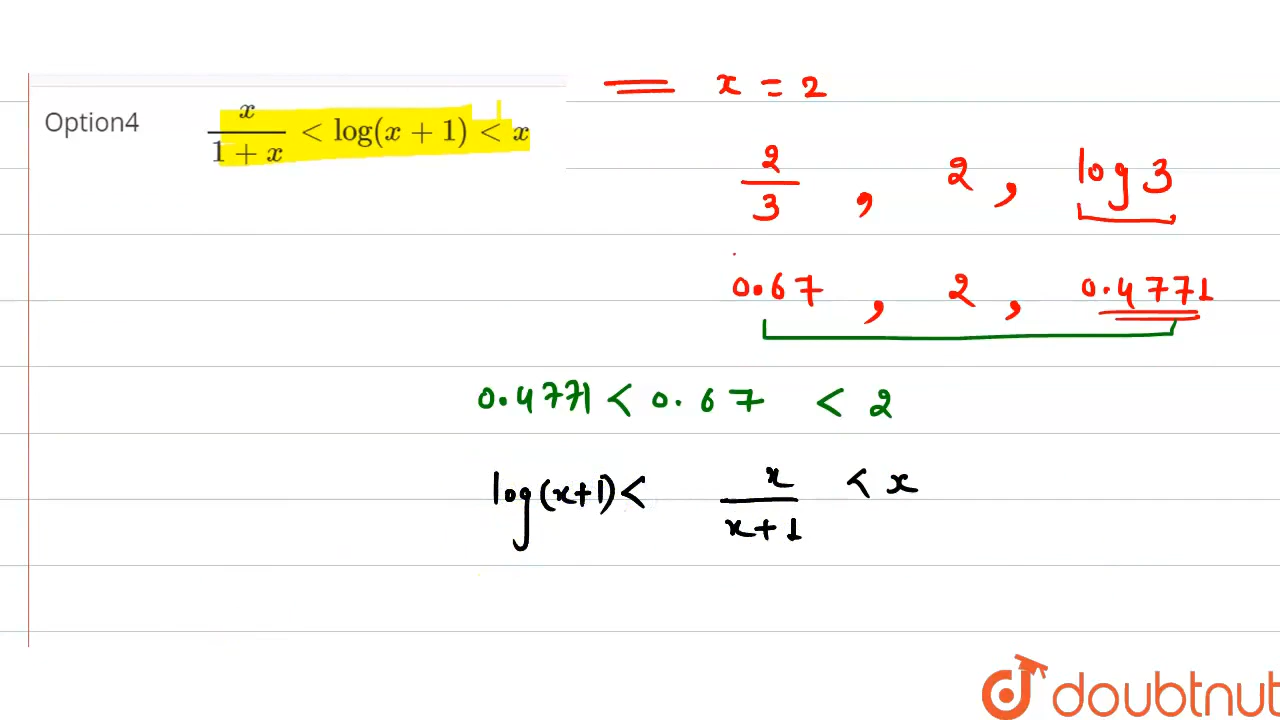 x = 2
Option4 x/(1 + x) < log(x + 1) < x
2/3 , 2 , log 3
0.67 , 2 , 0.4771
0.4771 < 0.67 < 2
log(x+1) < x/(x+1) < x
doubtnut